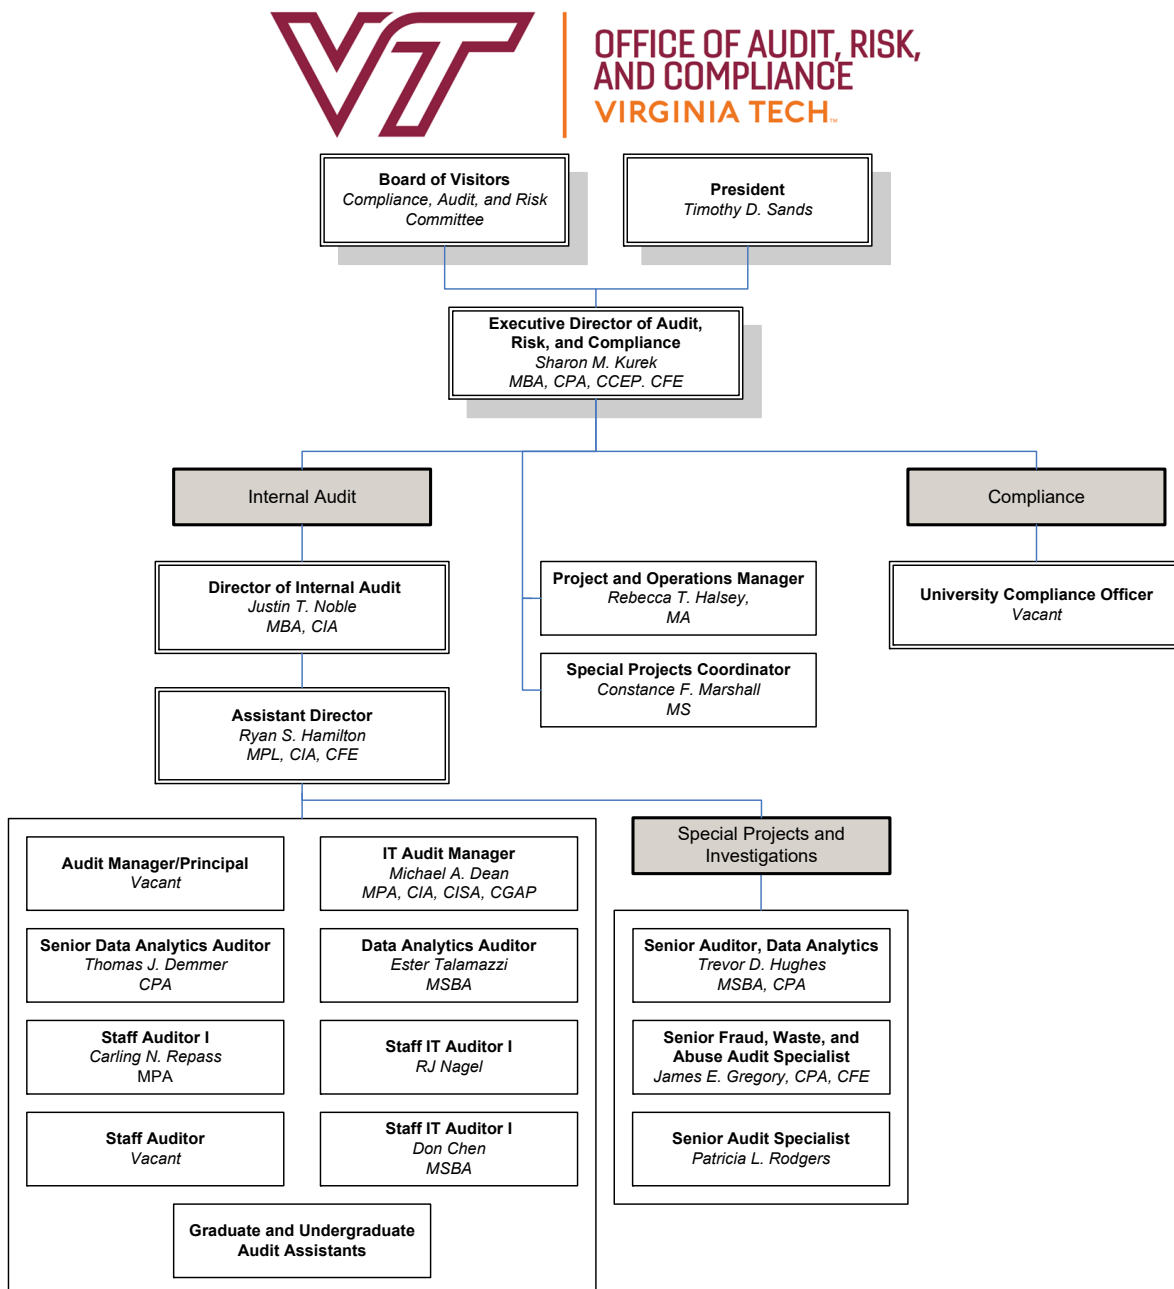 VT
OFFICE OF AUDIT, RISK,
AND COMPLIANCE
VIRGINIA TECH™
Board of Visitors
Compliance, Audit, and Risk
Committee
President
Timothy D. Sands
Executive Director of Audit,
Risk, and Compliance
Sharon M. Kurek
MBA, CPA, CCEP. CFE
Internal Audit
Compliance
Director of Internal Audit
Justin T. Noble
MBA, CIA
Project and Operations Manager
Rebecca T. Halsey,
MA
University Compliance Officer
Vacant
Special Projects Coordinator
Constance F. Marshall
MS
Assistant Director
Ryan S. Hamilton
MPL, CIA, CFE
Special Projects and
Investigations
Audit Manager/Principal
Vacant
IT Audit Manager
Michael A. Dean
MPA, CIA, CISA, CGAP
Senior Data Analytics Auditor
Thomas J. Demmer
CPA
Data Analytics Auditor
Ester Talamazzi
MSBA
Senior Auditor, Data Analytics
Trevor D. Hughes
MSBA, CPA
Staff Auditor I
Carling N. Repass
MPA
Staff IT Auditor I
RJ Nagel
Senior Fraud, Waste, and
Abuse Audit Specialist
James E. Gregory, CPA, CFE
Staff Auditor
Vacant
Staff IT Auditor I
Don Chen
MSBA
Senior Audit Specialist
Patricia L. Rodgers
Graduate and Undergraduate
Audit Assistants